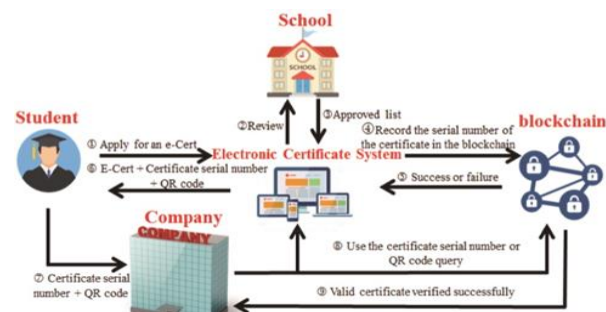 School
SCHOOL
Student
②Review
③Approved list
① Apply for an e-Cert
④Record the serial number of
the certificate in the blockchain
blockchain
Electronic Certificate System
⑥ E-Cert + Certificate serial number
+ QR code
⑤ Success or failure
Company
COMPANY
⑦ Certificate serial
number + QR code
⑧ Use the certificate serial number or
QR code query
⑨ Valid certificate verified successfully